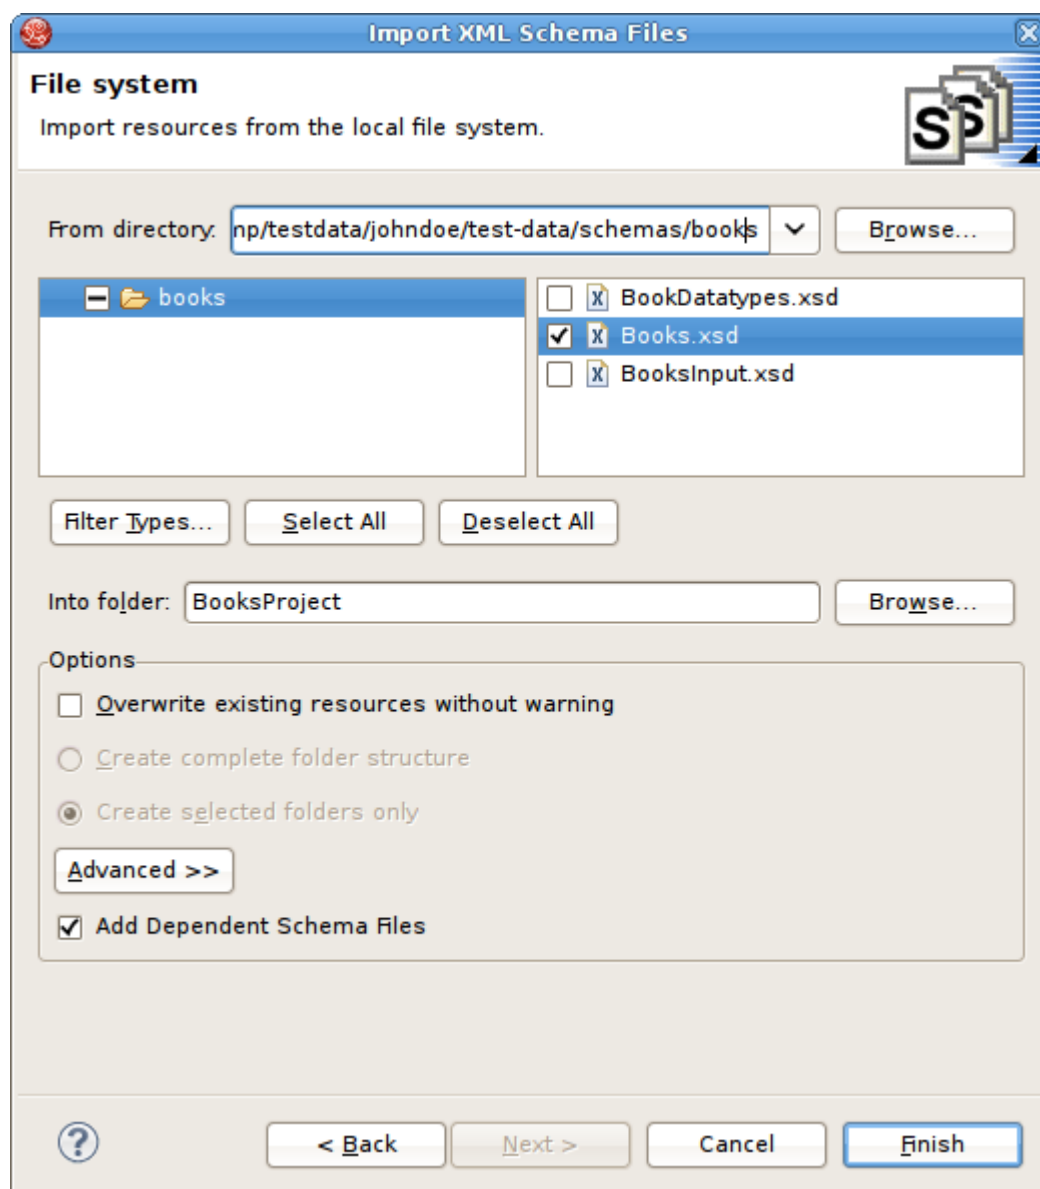 Import XML Schema Files
File system
Import resources from the local file system.
SS
From directory: np/testdata/johndoe/test-data/schemas/books Browse...
books
BookDatatypes.xsd
Books.xsd
BooksInput.xsd
Filter Types... Select All Deselect All
Into folder: BooksProject Browse...
Options
Overwrite existing resources without warning
Create complete folder structure
Create selected folders only
Advanced >>
Add Dependent Schema Files
? < Back Next > Cancel Finish